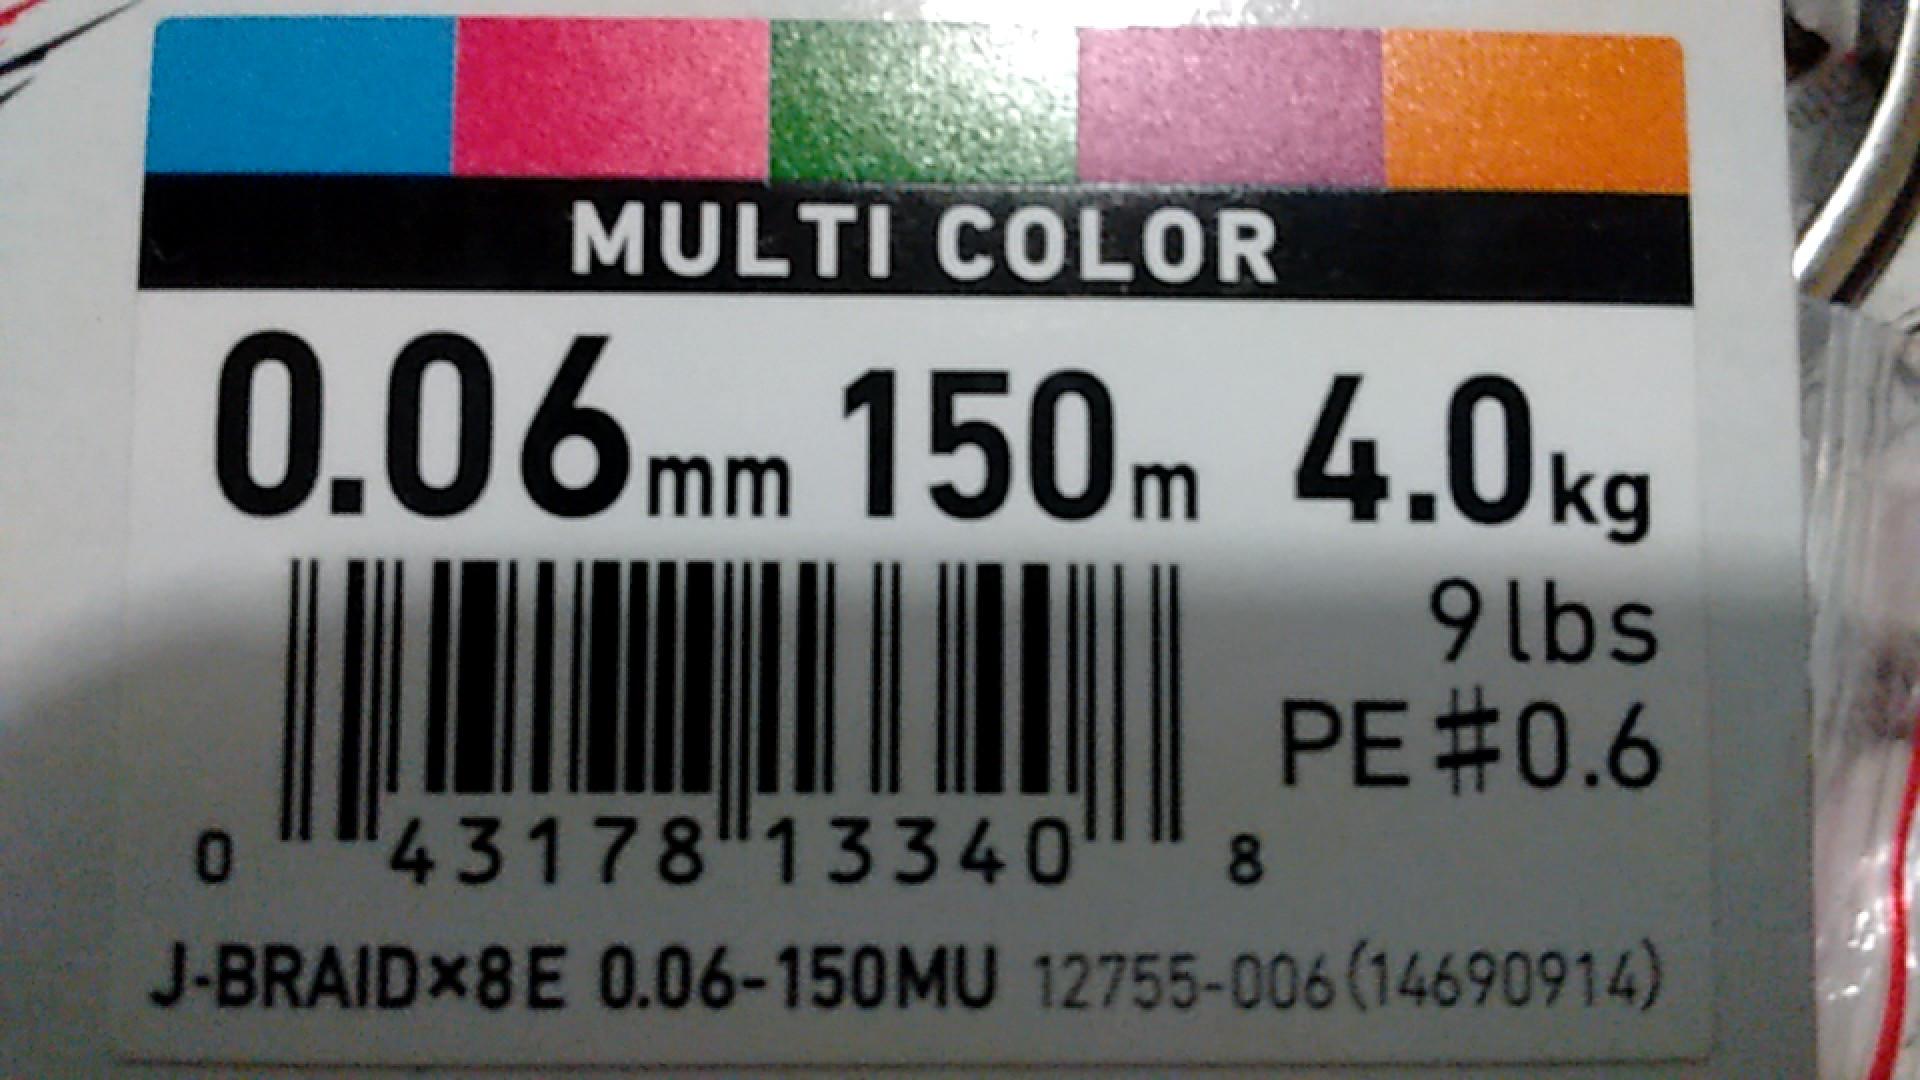 MULTI COLOR
0.06mm 150m 4.0kg
9lbs
PE#0.6
0 43178 13340 8
J-BRAID×8E 0.06-150MU 12755-006(14690914)